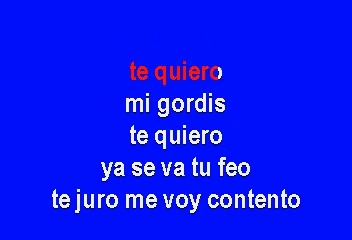 te quiero
mi gordis
te quiero
ya se va tu feo
te juro me voy contento